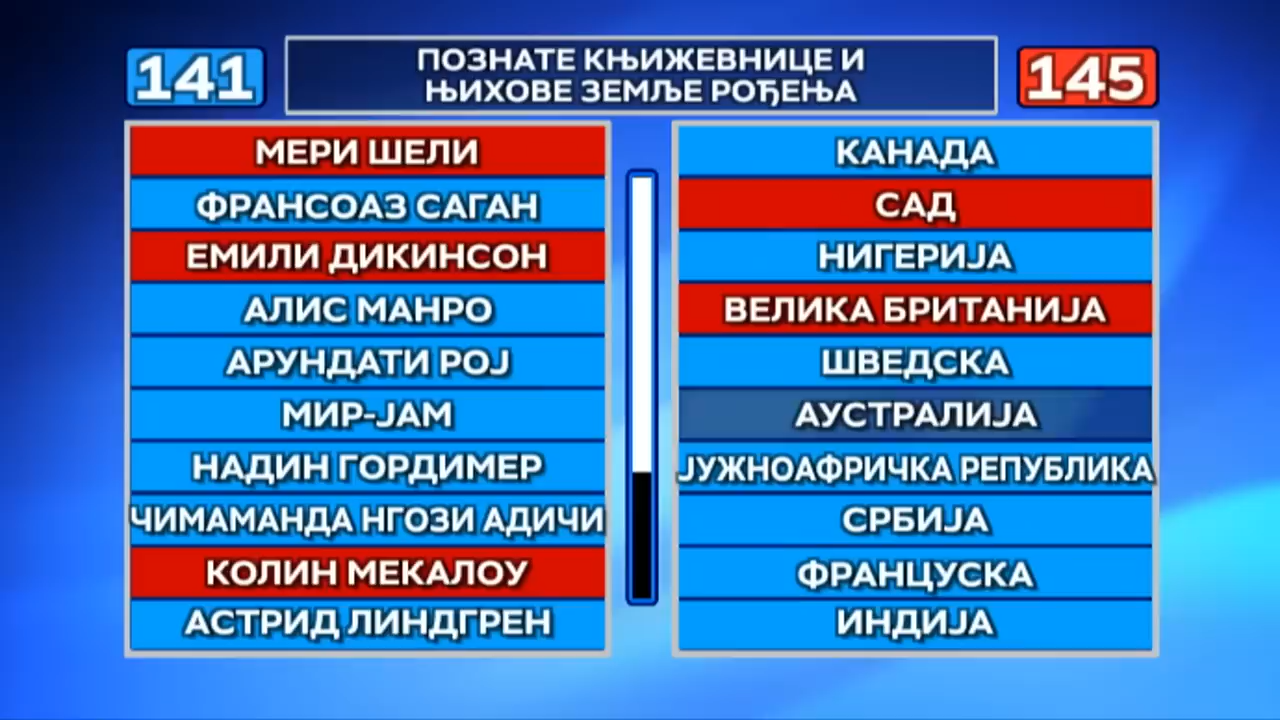 141
ПОЗНАТЕ КЊИЖЕВНИЦЕ И
ЊИХОВЕ ЗЕМЉЕ РОЂЕЊА
145
МЕРИ ШЕЛИ
ФРАНСОАЗ САГАН
ЕМИЛИ ДИКИНСОН
АЛИС МАНРО
АРУНДАТИ РОЈ
МИР-ЈАМ
НАДИН ГОРДИМЕР
ЧИМАМАНДА НГОЗИ АДИЧИ
КОЛИН МЕКАЛОУ
АСТРИД ЛИНДГРЕН
КАНАДА
САД
НИГЕРИЈА
ВЕЛИКА БРИТАНИЈА
ШВЕДСКА
АУСТРАЛИЈА
ЈУЖНОАФРИЧКА РЕПУБЛИКА
СРБИЈА
ФРАНЦУСКА
ИНДИЈА